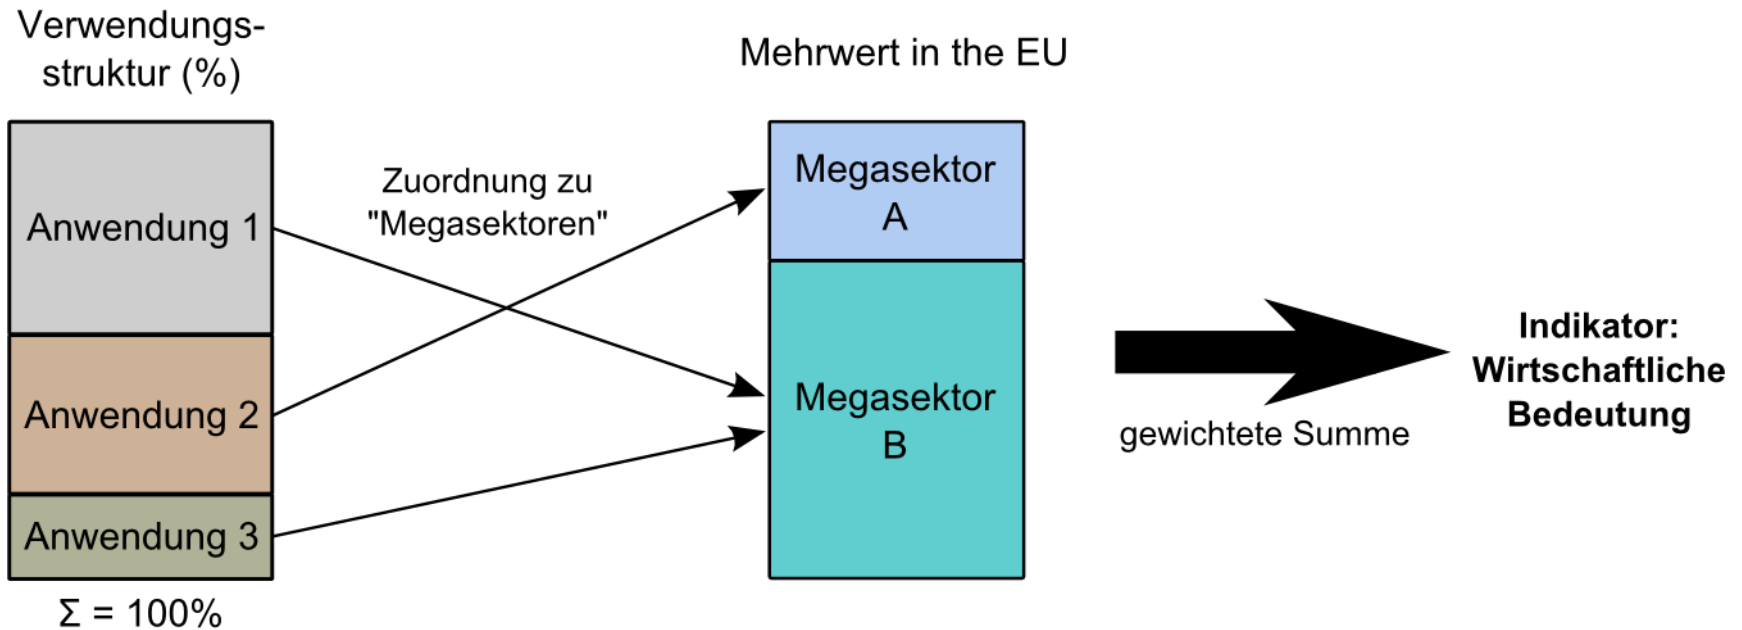 Verwendungs-
struktur (%)
Anwendung 1
Anwendung 2
Anwendung 3
Σ = 100%
Zuordnung zu
"Megasektoren"
Mehrwert in the EU
Megasektor
A
Megasektor
B
gewichtete Summe
Indikator:
Wirtschaftliche
Bedeutung